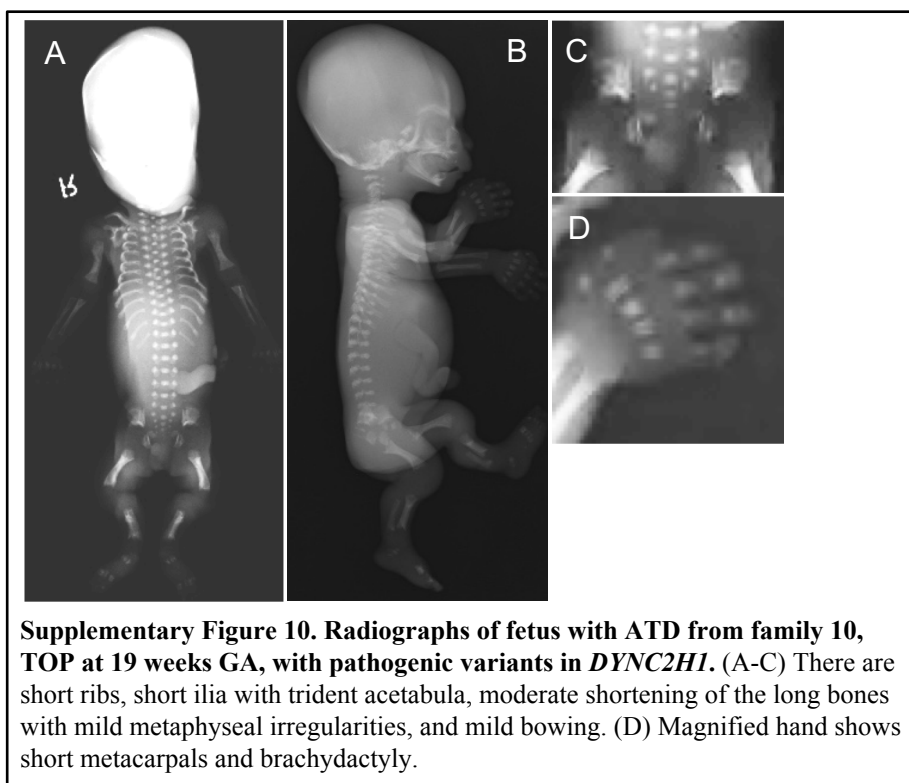 A
B
C
R
D
Supplementary Figure 10. Radiographs of fetus with ATD from family 10,
TOP at 19 weeks GA, with pathogenic variants in DYNC2H1. (A-C) There are
short ribs, short ilia with trident acetabula, moderate shortening of the long bones
with mild metaphyseal irregularities, and mild bowing. (D) Magnified hand shows
short metacarpals and brachydactyly.